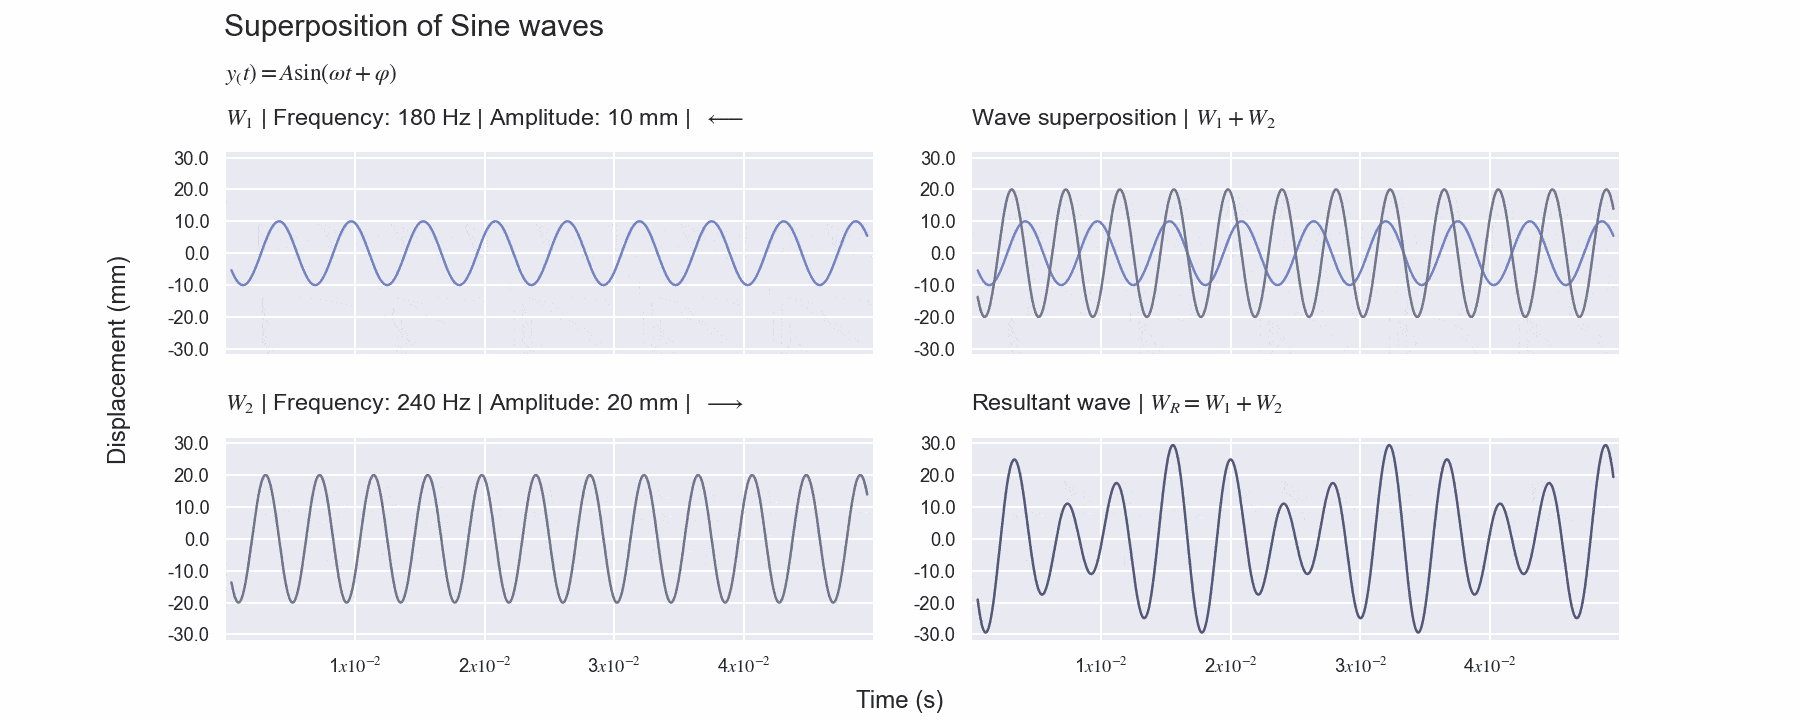 Superposition of Sine waves
y(t) = Asin(ωt + φ)
W₁ | Frequency: 180 Hz | Amplitude: 10 mm | ⟵
30.0
20.0
10.0
0.0
-10.0
-20.0
-30.0
Wave superposition | W₁ + W₂
30.0
20.0
10.0
0.0
-10.0
-20.0
-30.0
Displacement (mm)
W₂ | Frequency: 240 Hz | Amplitude: 20 mm | ⟶
30.0
20.0
10.0
0.0
-10.0
-20.0
-30.0
1x10⁻² 2x10⁻² 3x10⁻² 4x10⁻²
Resultant wave | W_R = W₁ + W₂
30.0
20.0
10.0
0.0
-10.0
-20.0
-30.0
1x10⁻² 2x10⁻² 3x10⁻² 4x10⁻²
Time (s)